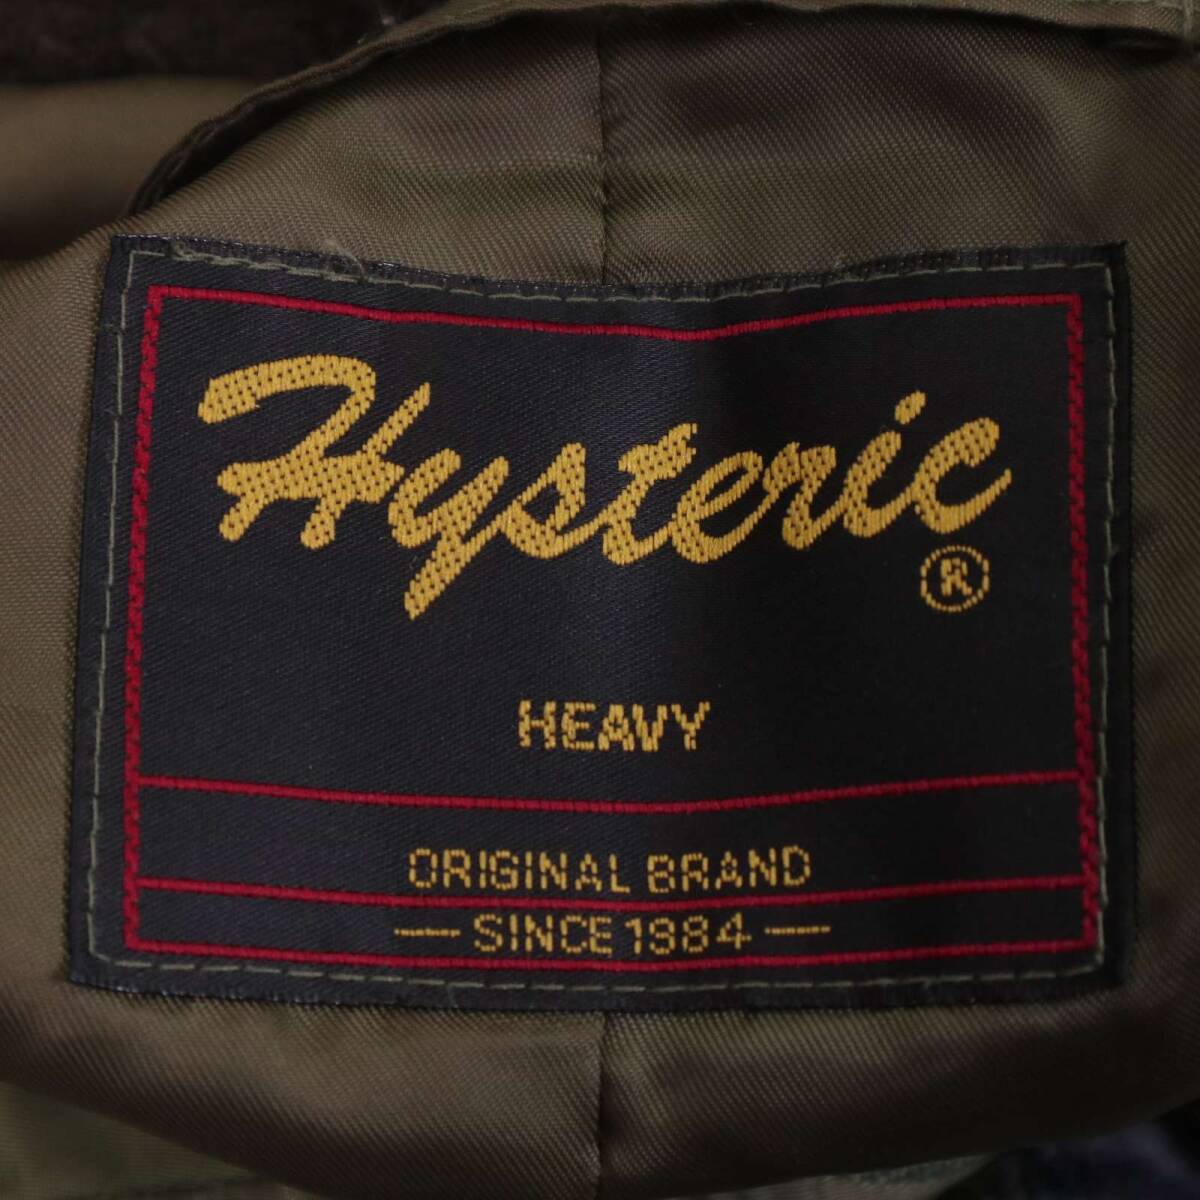 Hysteric
®
HEAVY
ORIGINAL BRAND
— SINCE 1984 —